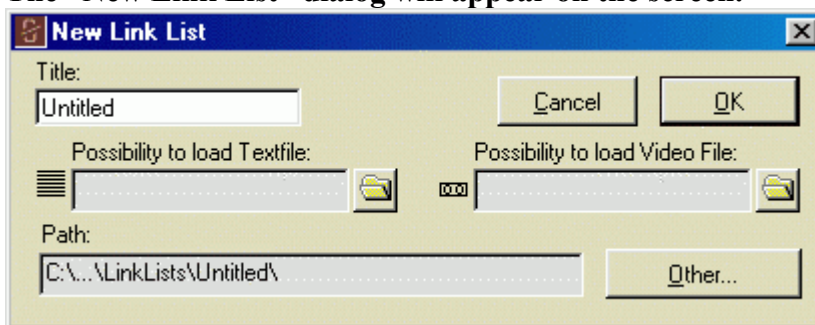 The "New Link List" dialog will appear on the screen.
New Link List
Title:
Untitled
Cancel
OK
Possibility to load Textfile:
Possibility to load Video File:
Path:
C:\...\LinkLists\Untitled\
Other...